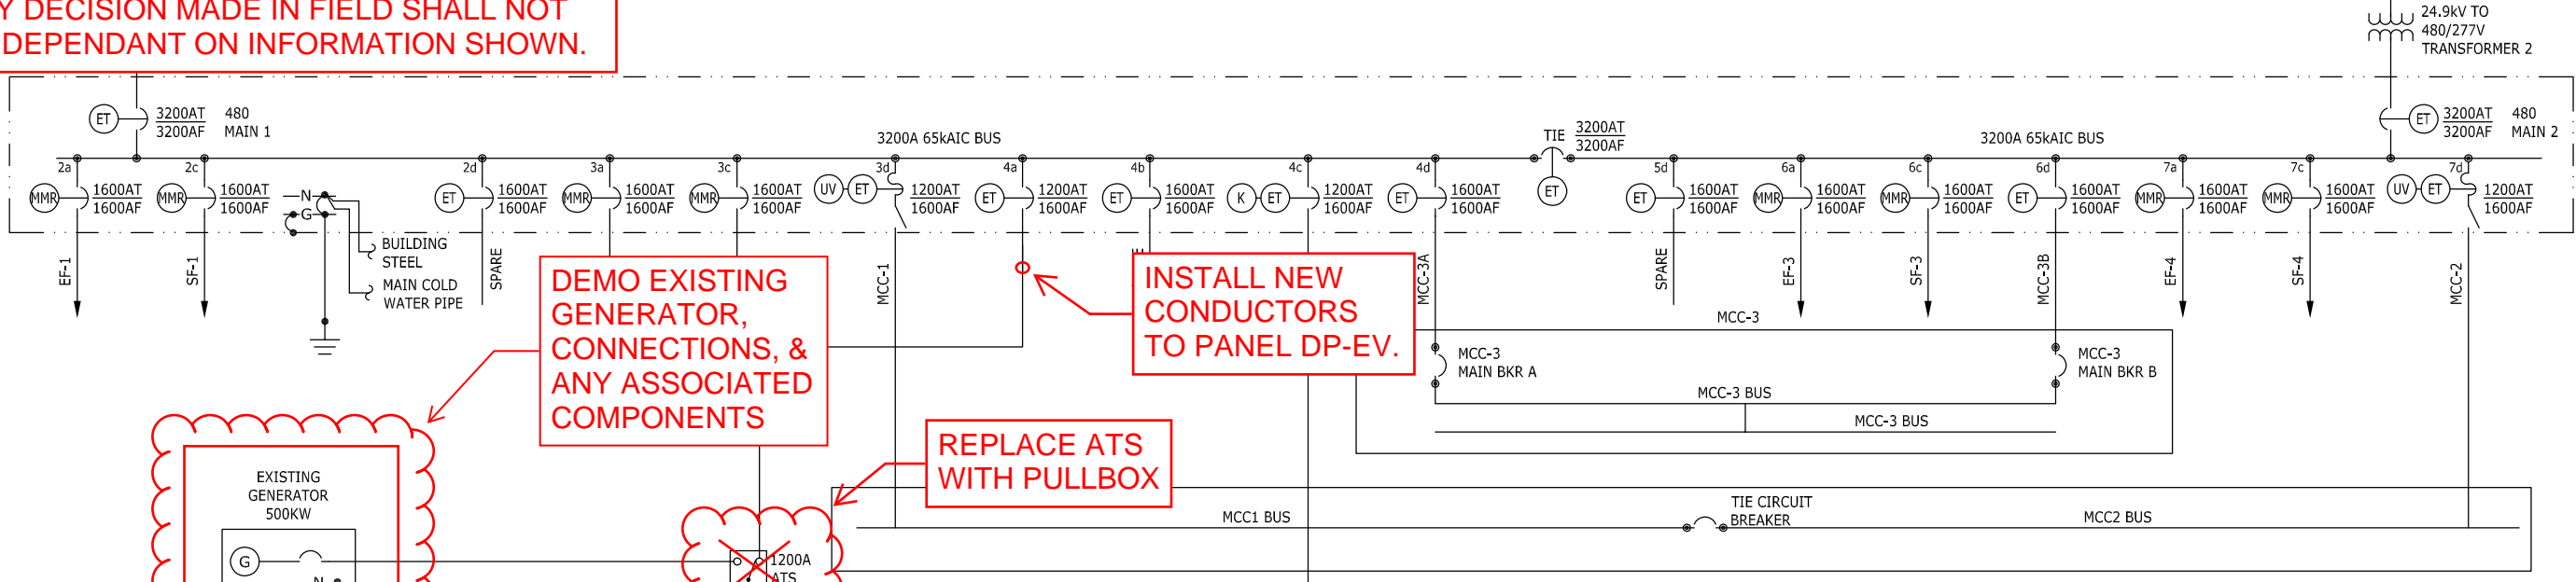 Y DECISION MADE IN FIELD SHALL NOT
DEPENDANT ON INFORMATION SHOWN.
24.9kV TO
480/277V
TRANSFORMER 2
ET
3200AT
3200AF
480
MAIN 1
3200A 65kAIC BUS
TIE
3200AT
3200AF
ET
3200A 65kAIC BUS
ET
3200AT
3200AF
480
MAIN 2
2a
MMR
1600AT
1600AF
EF-1
2c
MMR
1600AT
1600AF
SF-1
N
G
BUILDING
STEEL
MAIN COLD
WATER PIPE
2d
ET
1600AT
1600AF
SPARE
3a
MMR
1600AT
1600AF
3c
MMR
1600AT
1600AF
3d
UV
ET
1200AT
1600AF
MCC-1
4a
ET
1200AT
1600AF
4b
ET
1600AT
1600AF
4c
K
ET
1200AT
1600AF
4d
ET
1600AT
1600AF
MCC-3A
5d
ET
1600AT
1600AF
SPARE
6a
MMR
1600AT
1600AF
EF-3
6c
MMR
1600AT
1600AF
SF-3
6d
ET
1600AT
1600AF
MCC-3B
7a
MMR
1600AT
1600AF
EF-4
7c
MMR
1600AT
1600AF
SF-4
7d
UV
ET
1200AT
1600AF
MCC-2
DEMO EXISTING
GENERATOR,
CONNECTIONS, &
ANY ASSOCIATED
COMPONENTS
INSTALL NEW
CONDUCTORS
TO PANEL DP-EV.
MCC-3
MCC-3
MAIN BKR A
MCC-3
MAIN BKR B
MCC-3 BUS
MCC-3 BUS
REPLACE ATS
WITH PULLBOX
EXISTING
GENERATOR
500KW
G
N
1200A
ATS
MCC1 BUS
TIE CIRCUIT
BREAKER
MCC2 BUS